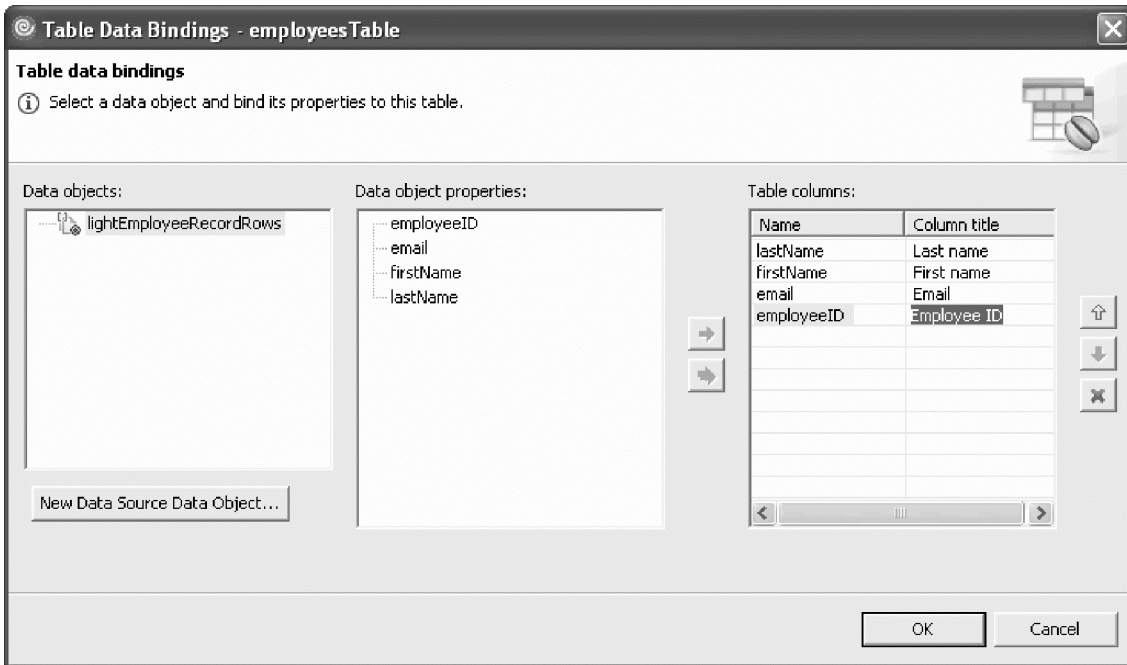 Table Data Bindings - employeesTable
Table data bindings
Select a data object and bind its properties to this table.
Data objects:
lightEmployeeRecordRows
New Data Source Data Object...
Data object properties:
employeeID
email
firstName
lastName
Table columns:
Name Column title
lastName Last name
firstName First name
email Email
employeeID Employee ID
OK Cancel